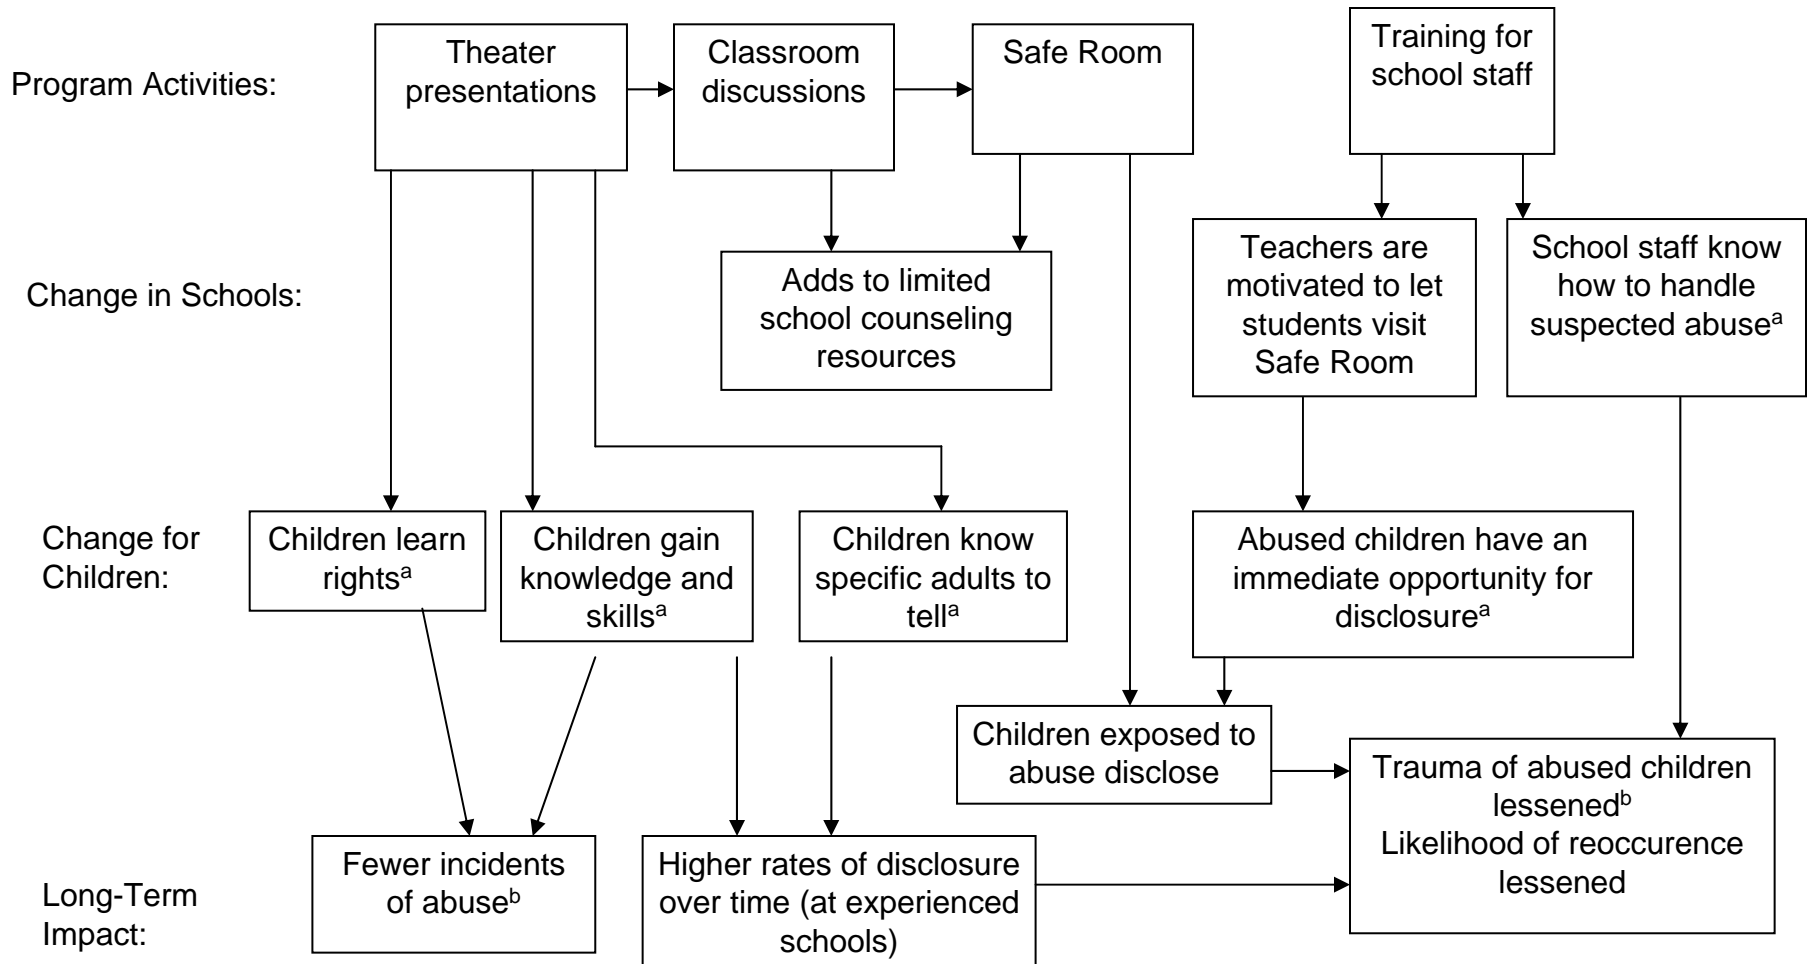 Program Activities:
Theater
presentations
Classroom
discussions
Safe Room
Training for
school staff
Change in Schools:
Adds to limited
school counseling
resources
Teachers are
motivated to let
students visit
Safe Room
School staff know
how to handle
suspected abuseᵃ
Change for
Children:
Children learn
rightsᵃ
Children gain
knowledge and
skillsᵃ
Children know
specific adults to
tellᵃ
Abused children have an
immediate opportunity for
disclosureᵃ
Children exposed to
abuse disclose
Long-Term
Impact:
Fewer incidents
of abuseᵇ
Higher rates of disclosure
over time (at experienced
schools)
Trauma of abused children
lessenedᵇ
Likelihood of reoccurence
lessened